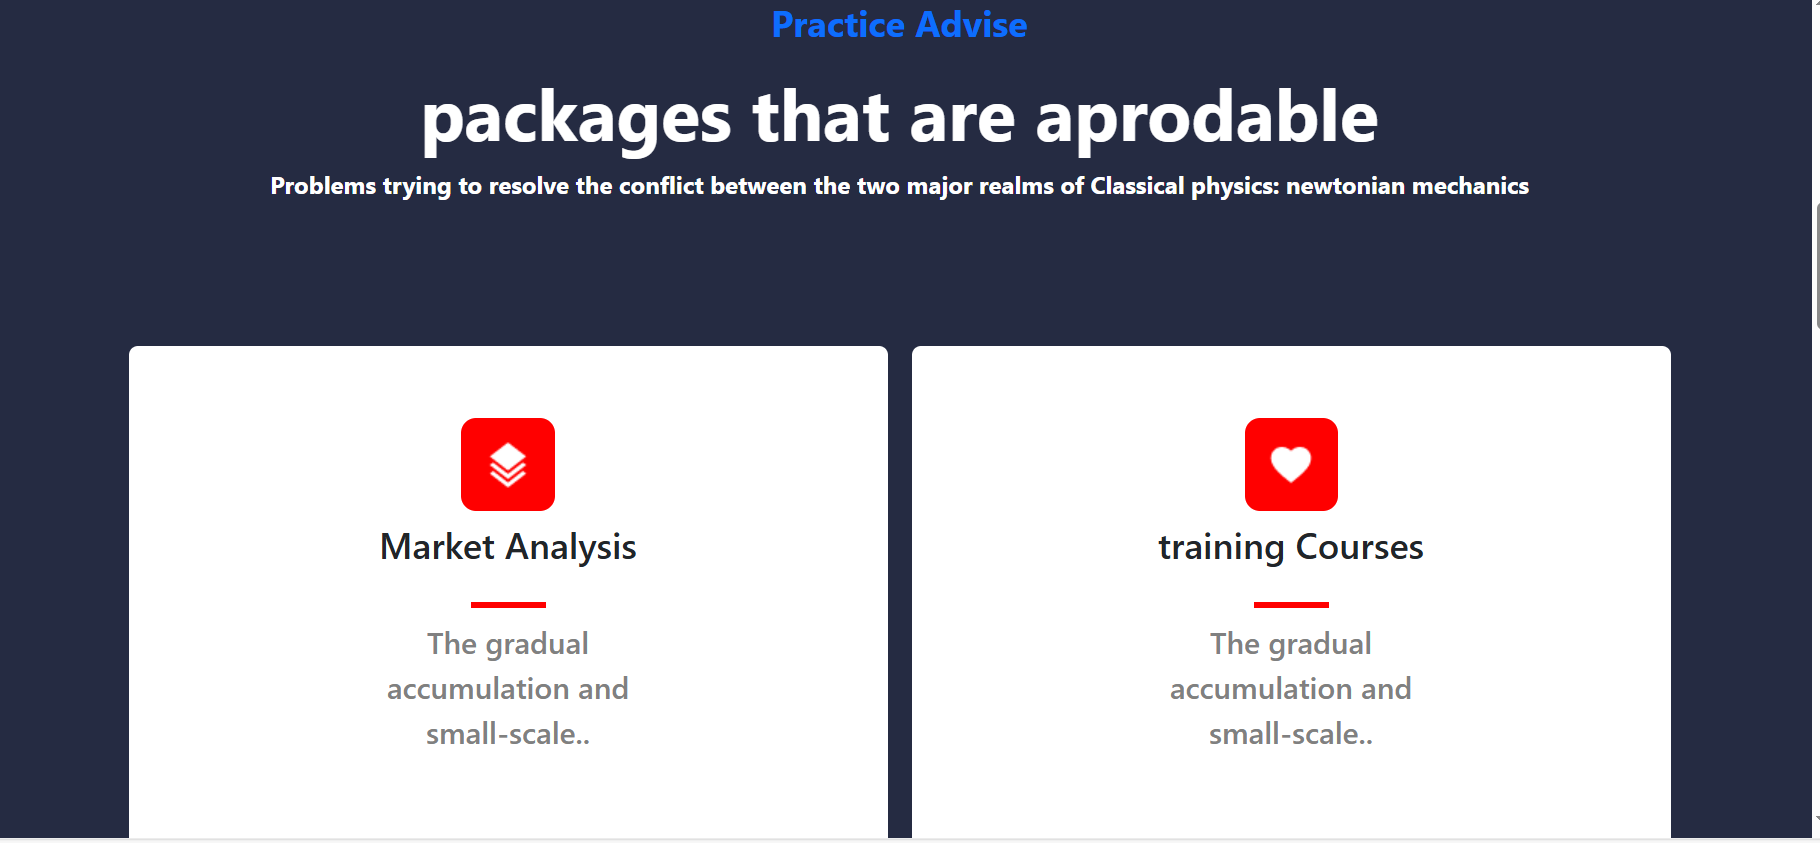 Practice Advise
packages that are aprodable
Problems trying to resolve the conflict between the two major realms of Classical physics: newtonian mechanics
Market Analysis
The gradual
accumulation and
small-scale..
training Courses
The gradual
accumulation and
small-scale..